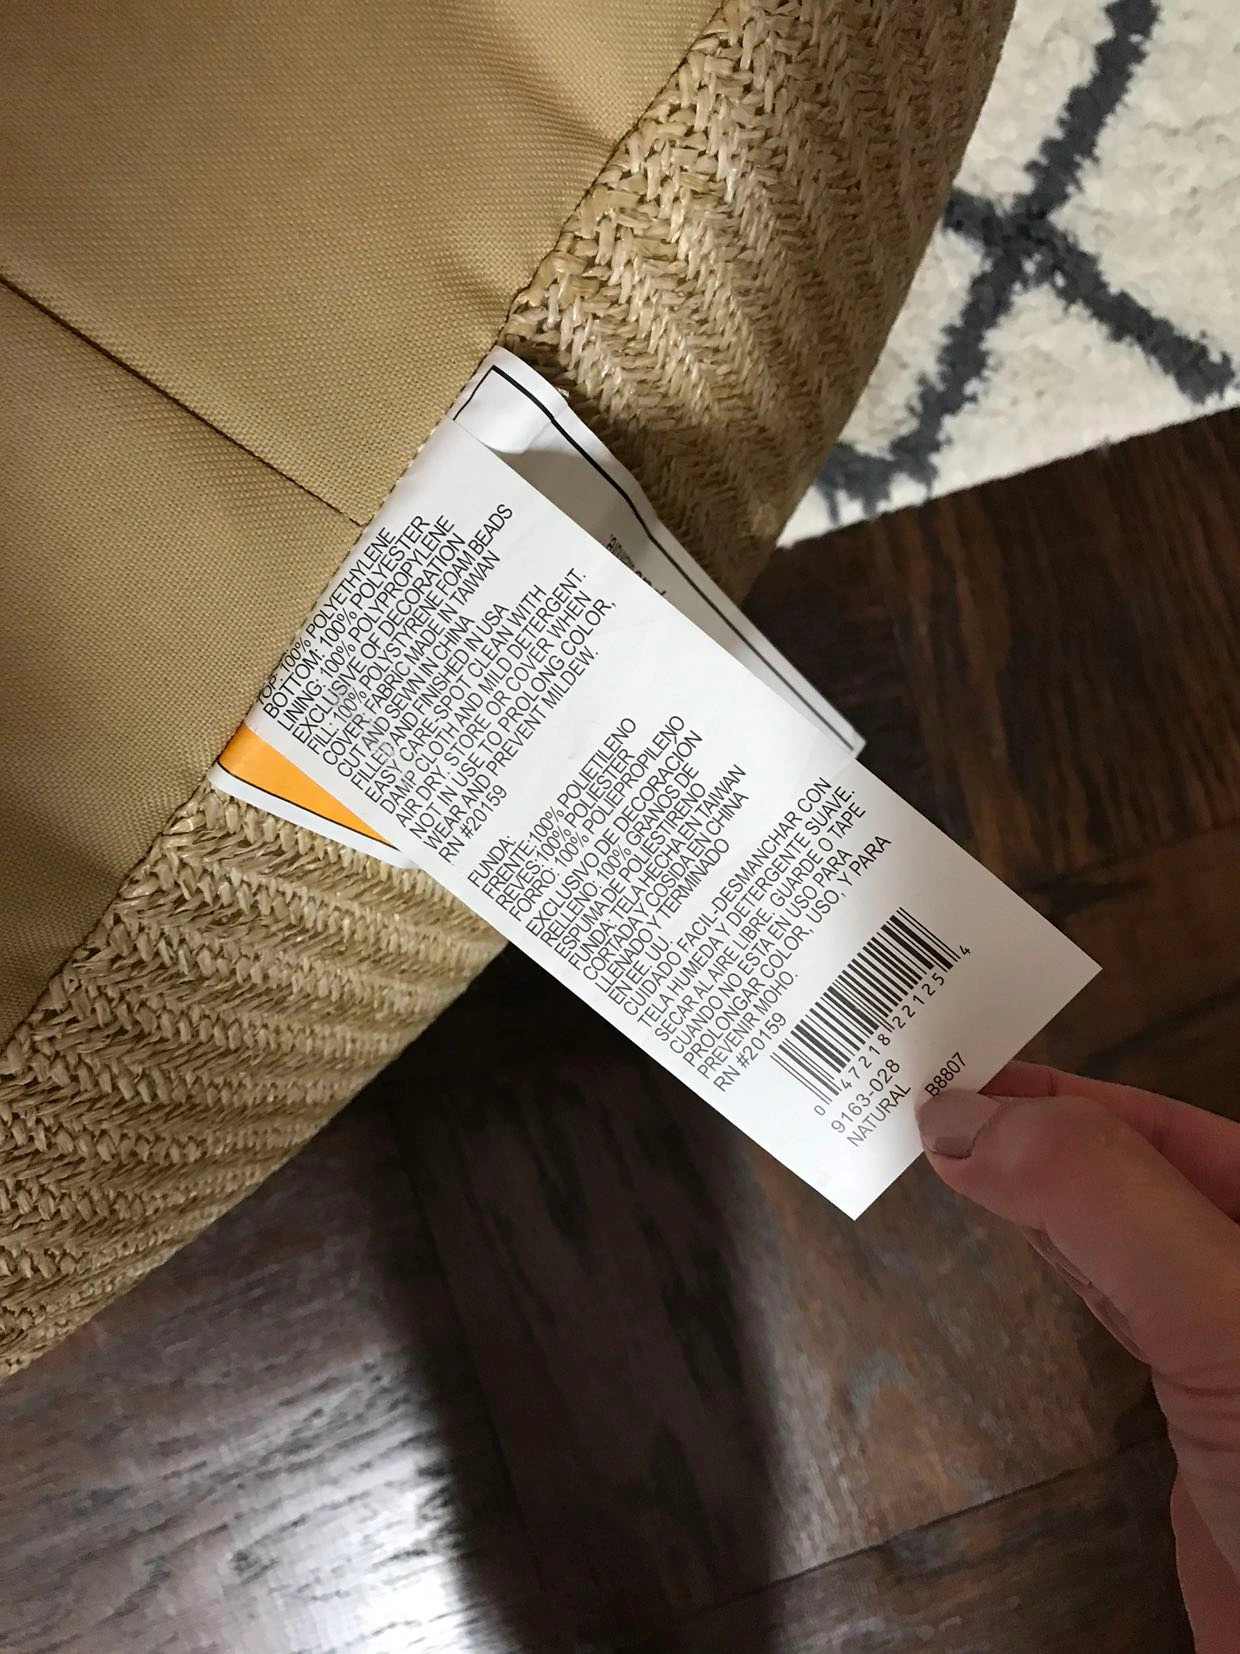 TOP: 100% POLYETHYLENE
BOTTOM: 100% POLYESTER
LINING: 100% POLYPROPYLENE
EXCLUSIVE OF DECORATION
FILL: 100% POLYSTYRENE FOAM BEADS
COVER: FABRIC MADE IN TAIWAN
CUT AND SEWN IN CHINA
FILLED AND FINISHED IN USA
EASY CARE-SPOT CLEAN WITH
DAMP CLOTH AND MILD DETERGENT.
AIR DRY. STORE OR COVER WHEN
NOT IN USE TO PROLONG COLOR,
WEAR AND PREVENT MILDEW.
RN #20159
FUNDA:
FRENTE: 100% POLIETILENO
REVES: 100% POLIESTER
FORRO: 100% POLIEPROPILENO
EXCLUSIVO DE DECORACIÓN
RELLENO: 100% GRANOS DE
ESPUMA DE POLIESTIRENO
FUNDA: TELA HECHA EN TAIWAN
CORTADA Y COSIDA EN CHINA
LLENADO Y TERMINADO
EN EE UU
CUIDADO FACIL-DESMANCHAR CON
TELA HUMEDA Y DETERGENTE SUAVE.
SECAR AL AIRE LIBRE, GUARDE O TAPE
CUANDO NO ESTA EN USO PARA
PROLONGAR COLOR, USO, Y PARA
PREVENIR MOHO.
RN #20159
0 47218 22125 4
9163-028
NATURAL B8807